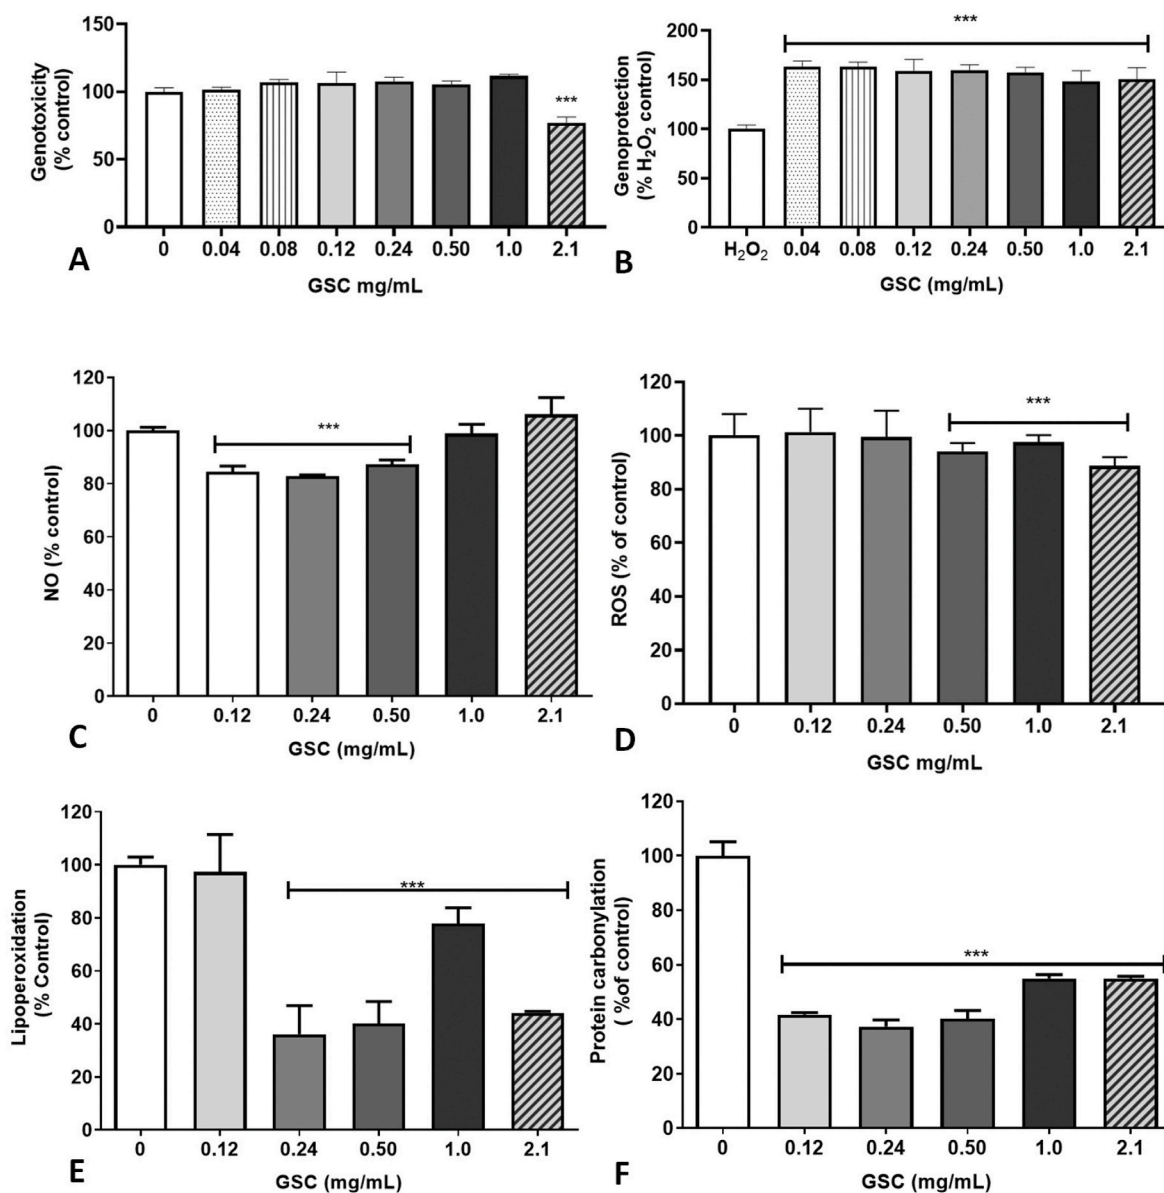 Genotoxicity
(% control)
150
100
50
0
***
0 0.04 0.08 0.12 0.24 0.50 1.0 2.1
A
GSC mg/mL
Genoprotection
(% H₂O₂ control)
200
150
100
50
0
***
H₂O₂ 0.04 0.08 0.12 0.24 0.50 1.0 2.1
B
GSC (mg/mL)
NO (% control)
120
100
80
60
40
20
0
***
0 0.12 0.24 0.50 1.0 2.1
C
GSC (mg/mL)
ROS (% of control)
120
100
80
60
40
20
0
***
0 0.12 0.24 0.50 1.0 2.1
D
GSC mg/mL
Lipoperoxidation
(% Control)
120
100
80
60
40
20
0
***
0 0.12 0.24 0.50 1.0 2.1
E
GSC (mg/mL)
Protein carbonylation
( %of control)
120
100
80
60
40
20
0
***
0 0.12 0.24 0.50 1.0 2.1
F
GSC (mg/mL)